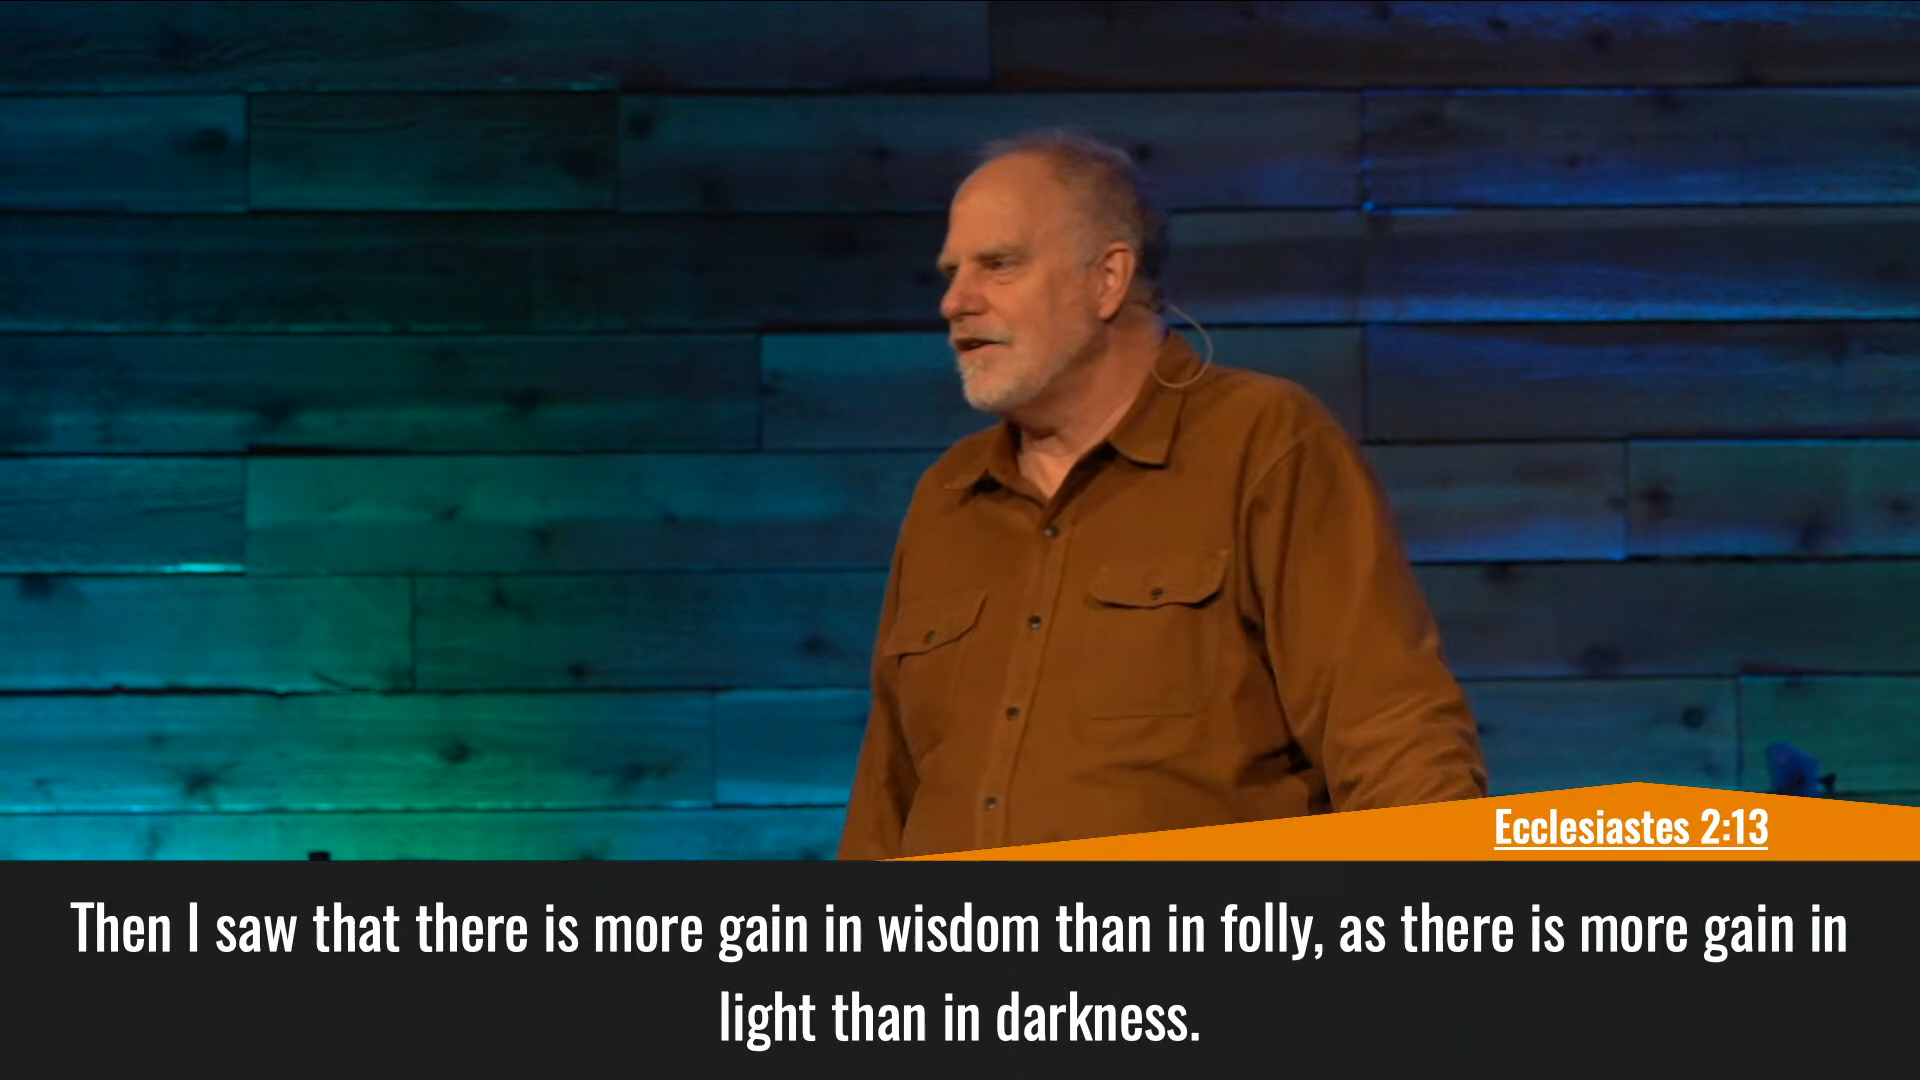 Ecclesiastes 2:13
Then I saw that there is more gain in wisdom than in folly, as there is more gain in
light than in darkness.